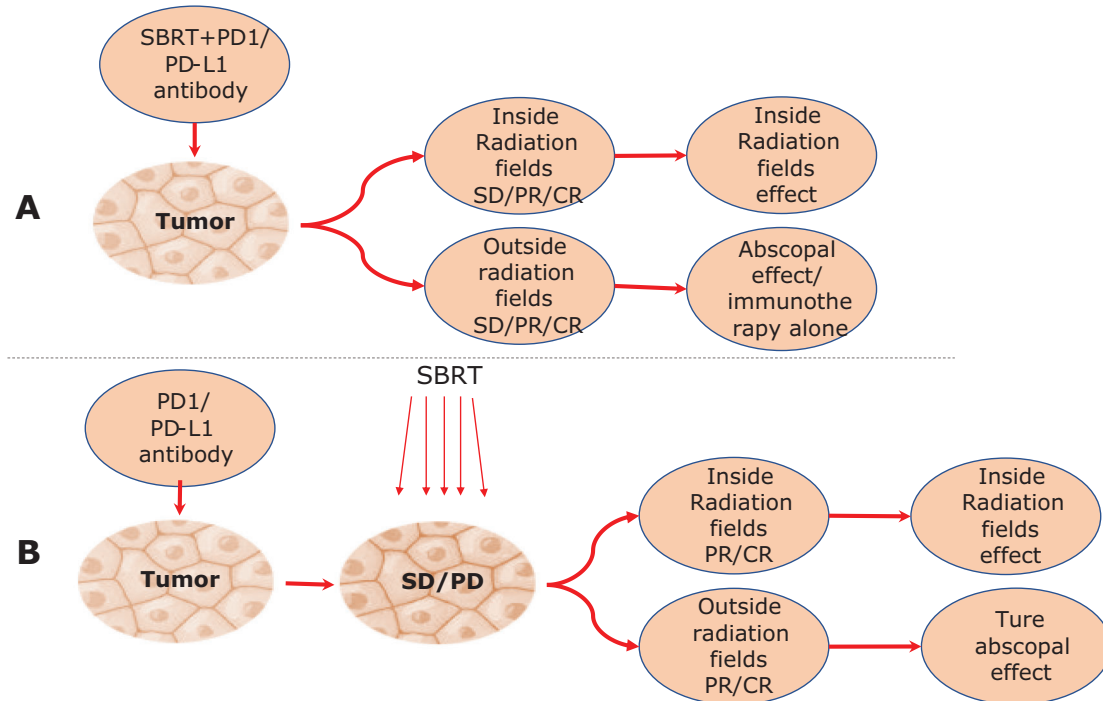 SBRT+PD1/
PD-L1
antibody
A
Tumor
Inside
Radiation
fields
SD/PR/CR
Inside
Radiation
fields
effect
Outside
radiation
fields
SD/PR/CR
Abscopal
effect/
immunothe
rapy alone
B
PD1/
PD-L1
antibody
Tumor
SBRT
SD/PD
Inside
Radiation
fields
PR/CR
Inside
Radiation
fields
effect
Outside
radiation
fields
PR/CR
Ture
abscopal
effect